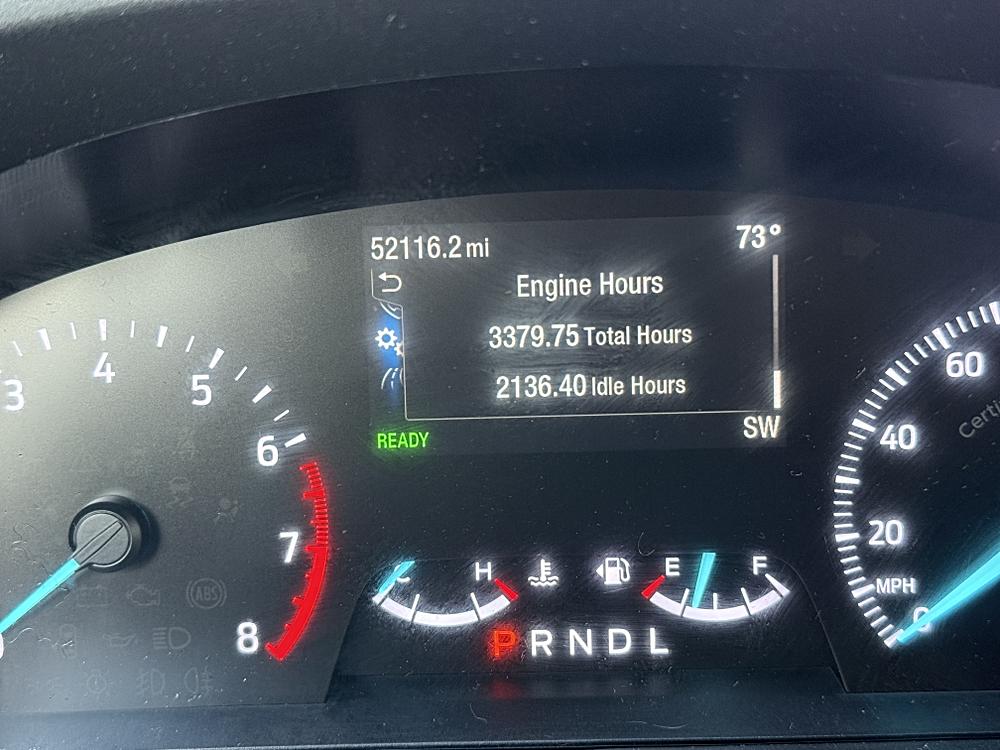 52116.2 mi
73°
Engine Hours
3379.75 Total Hours
2136.40 Idle Hours
READY
SW
3
4
5
6
7
8
H
E
F
P R N D L
60
40
20
MPH
0
ABS